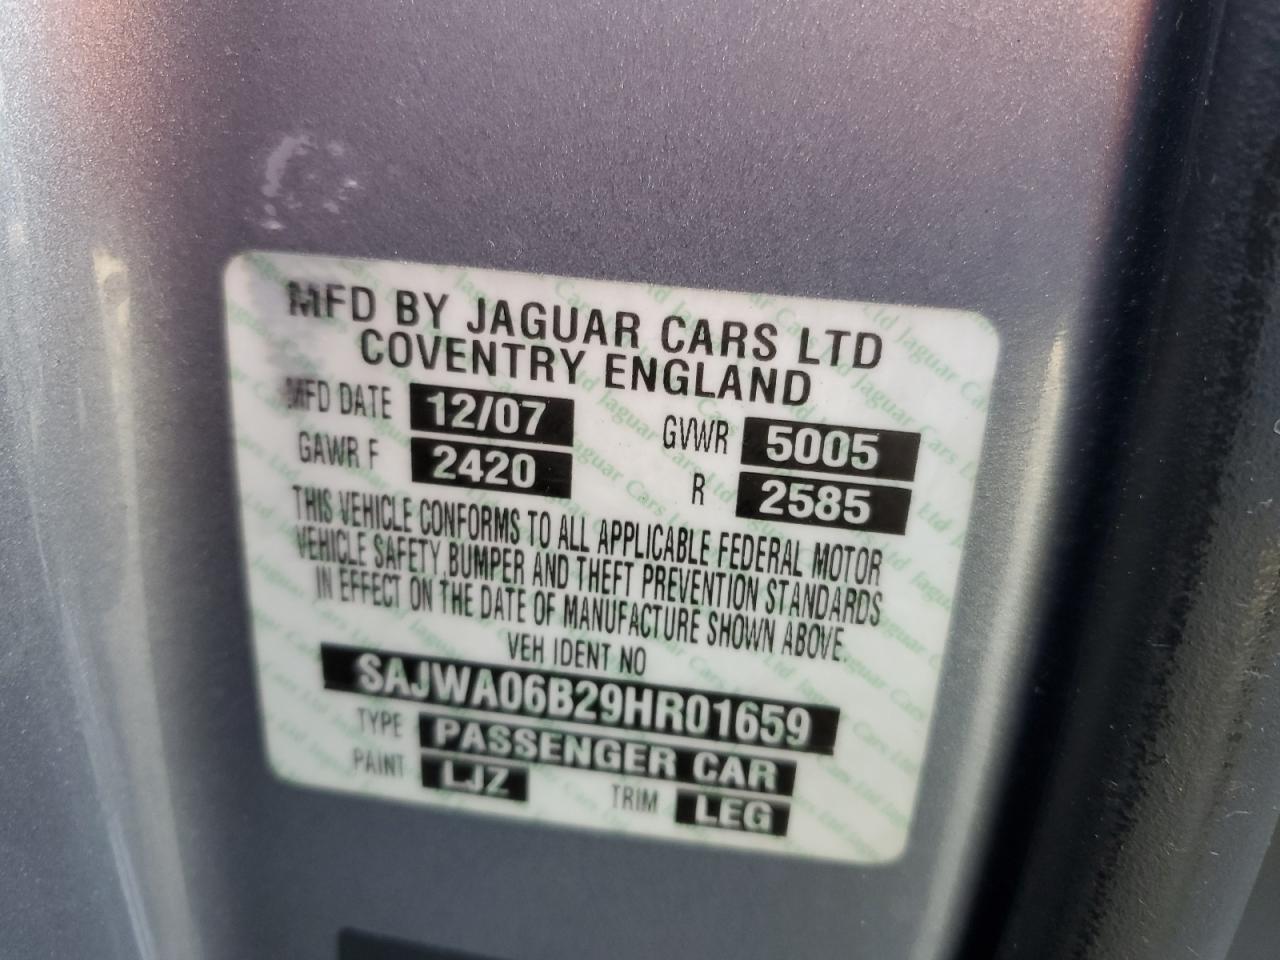 MFD BY JAGUAR CARS LTD
COVENTRY ENGLAND
MFD DATE 12/07 GVWR 5005
GAWR F 2420 R 2585
THIS VEHICLE CONFORMS TO ALL APPLICABLE FEDERAL MOTOR
VEHICLE SAFETY, BUMPER AND THEFT PREVENTION STANDARDS
IN EFFECT ON THE DATE OF MANUFACTURE SHOWN ABOVE.
VEH IDENT NO
SAJWA06B29HR01659
TYPE PASSENGER CAR
PAINT LJZ TRIM LEG